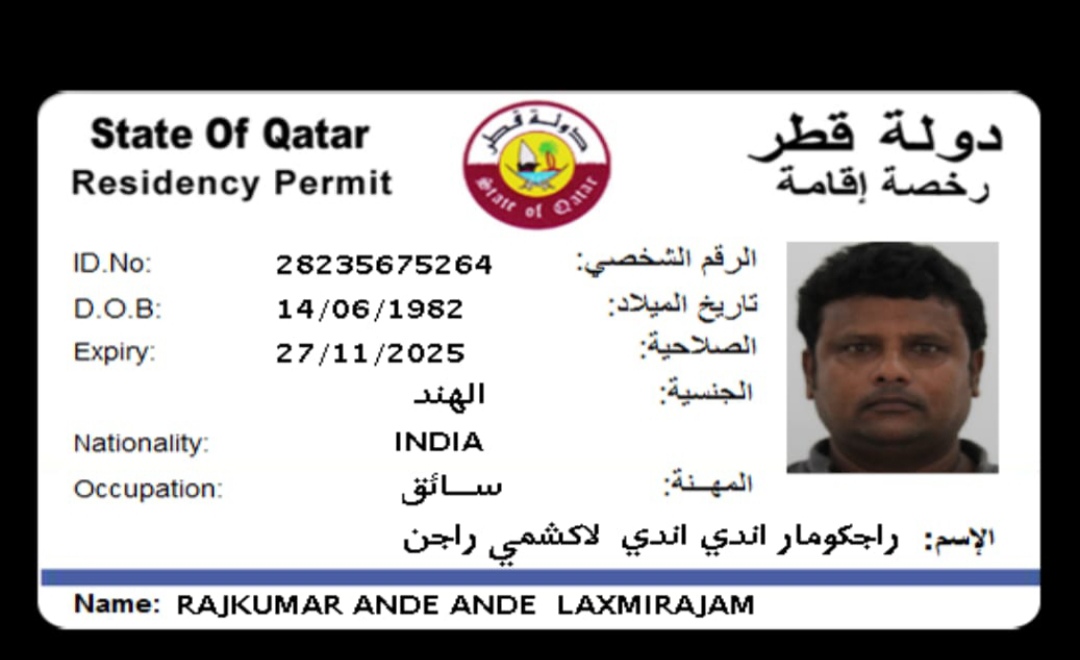 State Of Qatar
Residency Permit
دولة قطر
State of Qatar
دولة قطر
رخصة إقامة
ID.No: 28235675264 الرقم الشخصي:
D.O.B: 14/06/1982 تاريخ الميلاد:
Expiry: 27/11/2025 الصلاحية:
الهند الجنسية:
Nationality: INDIA
Occupation: سـائق المهـنة:
الإسم: راجكومار اندي اندي لاكشمي راجن
Name: RAJKUMAR ANDE ANDE LAXMIRAJAM